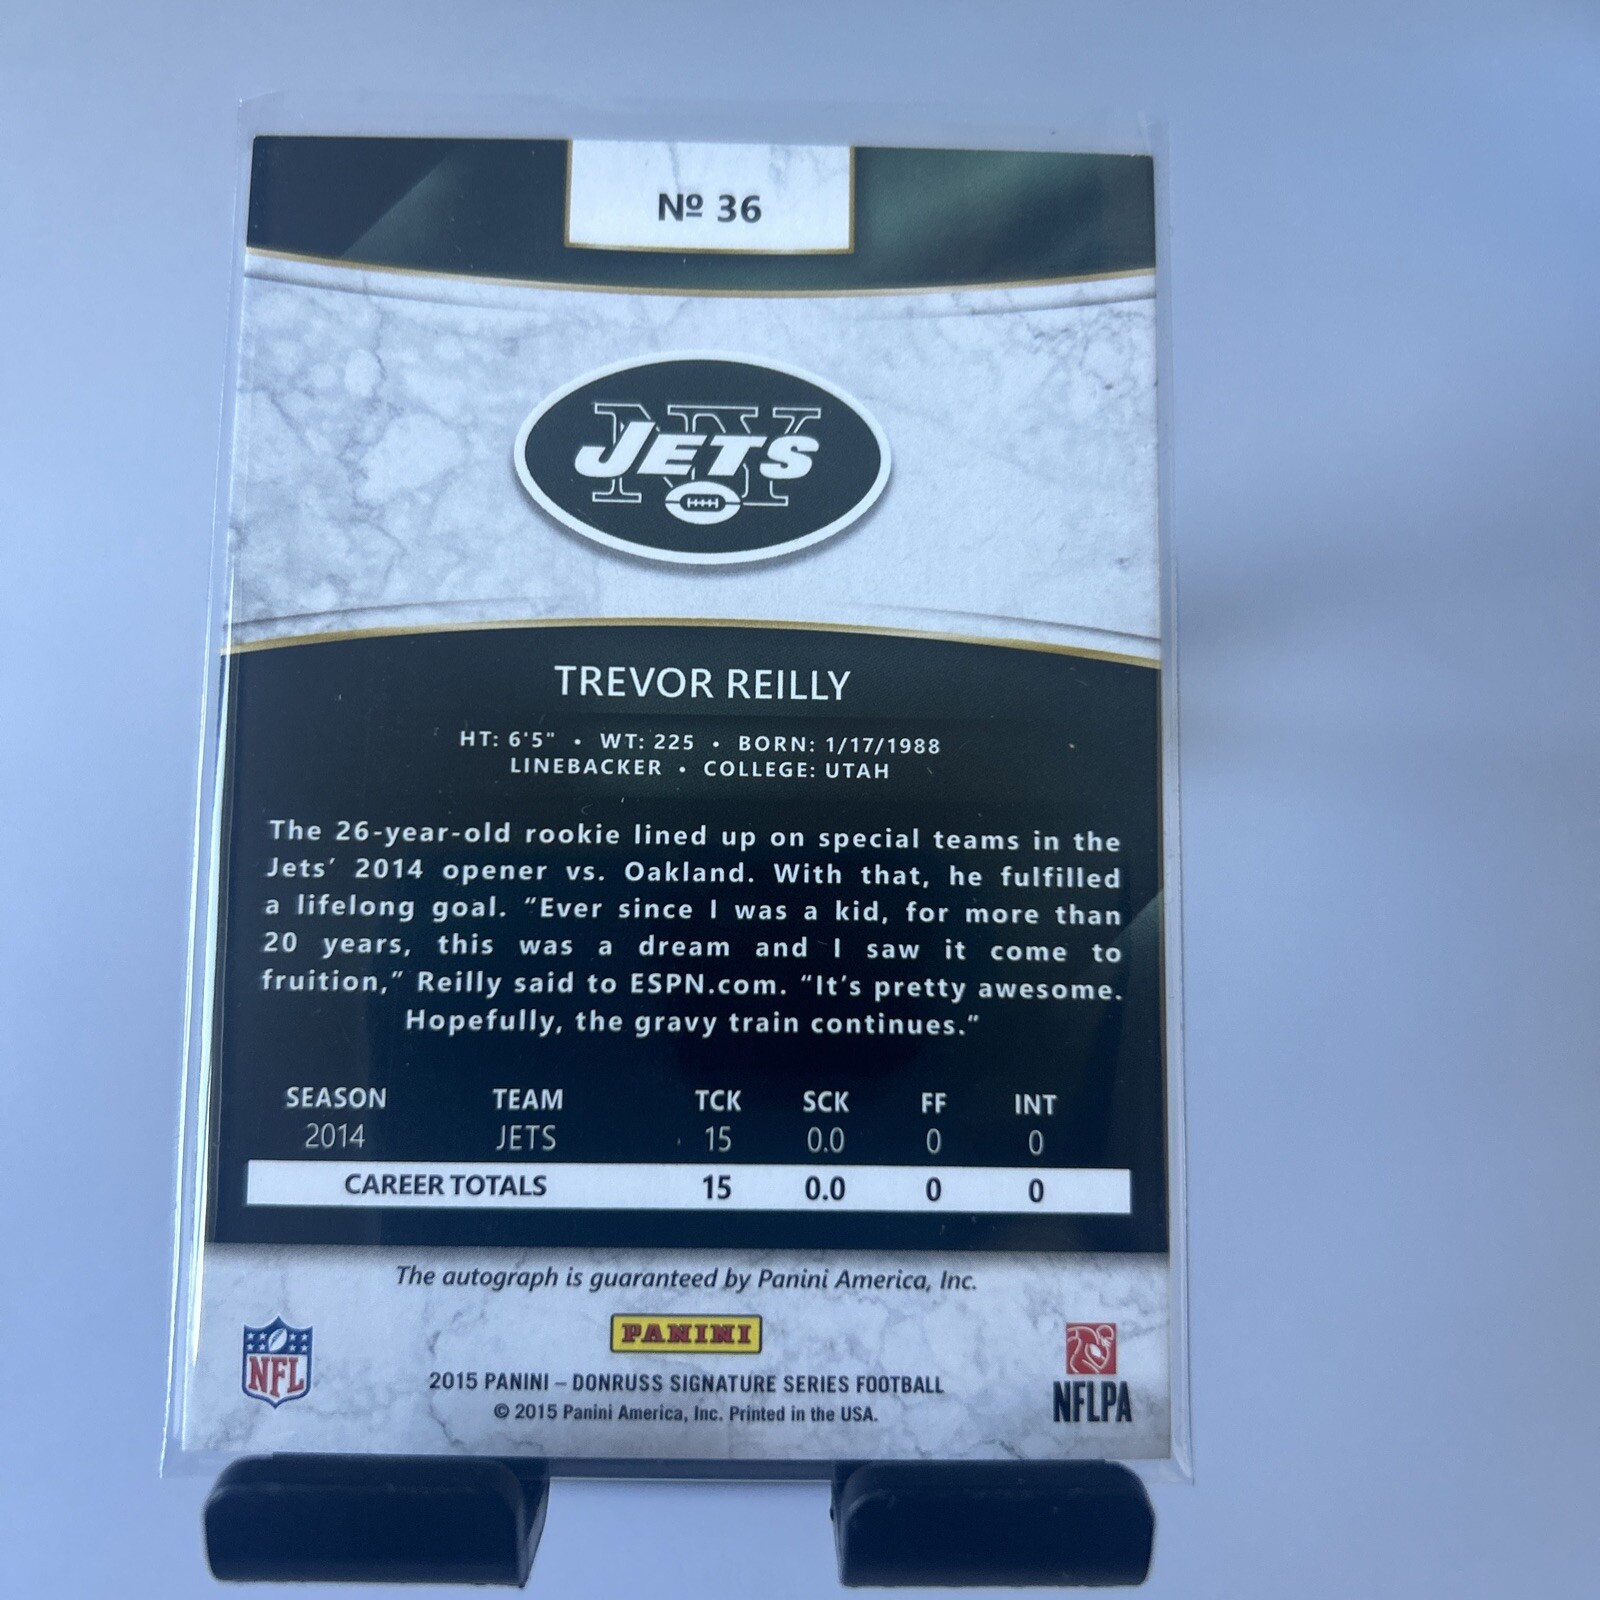 Nº 36
NY
JETS
TREVOR REILLY
HT: 6'5" • WT: 225 • BORN: 1/17/1988
LINEBACKER • COLLEGE: UTAH
The 26-year-old rookie lined up on special teams in the
Jets’ 2014 opener vs. Oakland. With that, he fulfilled
a lifelong goal. “Ever since I was a kid, for more than
20 years, this was a dream and I saw it come to
fruition,” Reilly said to ESPN.com. “It’s pretty awesome.
Hopefully, the gravy train continues.”
SEASON TEAM TCK SCK FF INT
2014 JETS 15 0.0 0 0
CAREER TOTALS 15 0.0 0 0
The autograph is guaranteed by Panini America, Inc.
NFL
PANINI
NFLPA
2015 PANINI – DONRUSS SIGNATURE SERIES FOOTBALL
© 2015 Panini America, Inc. Printed in the USA.